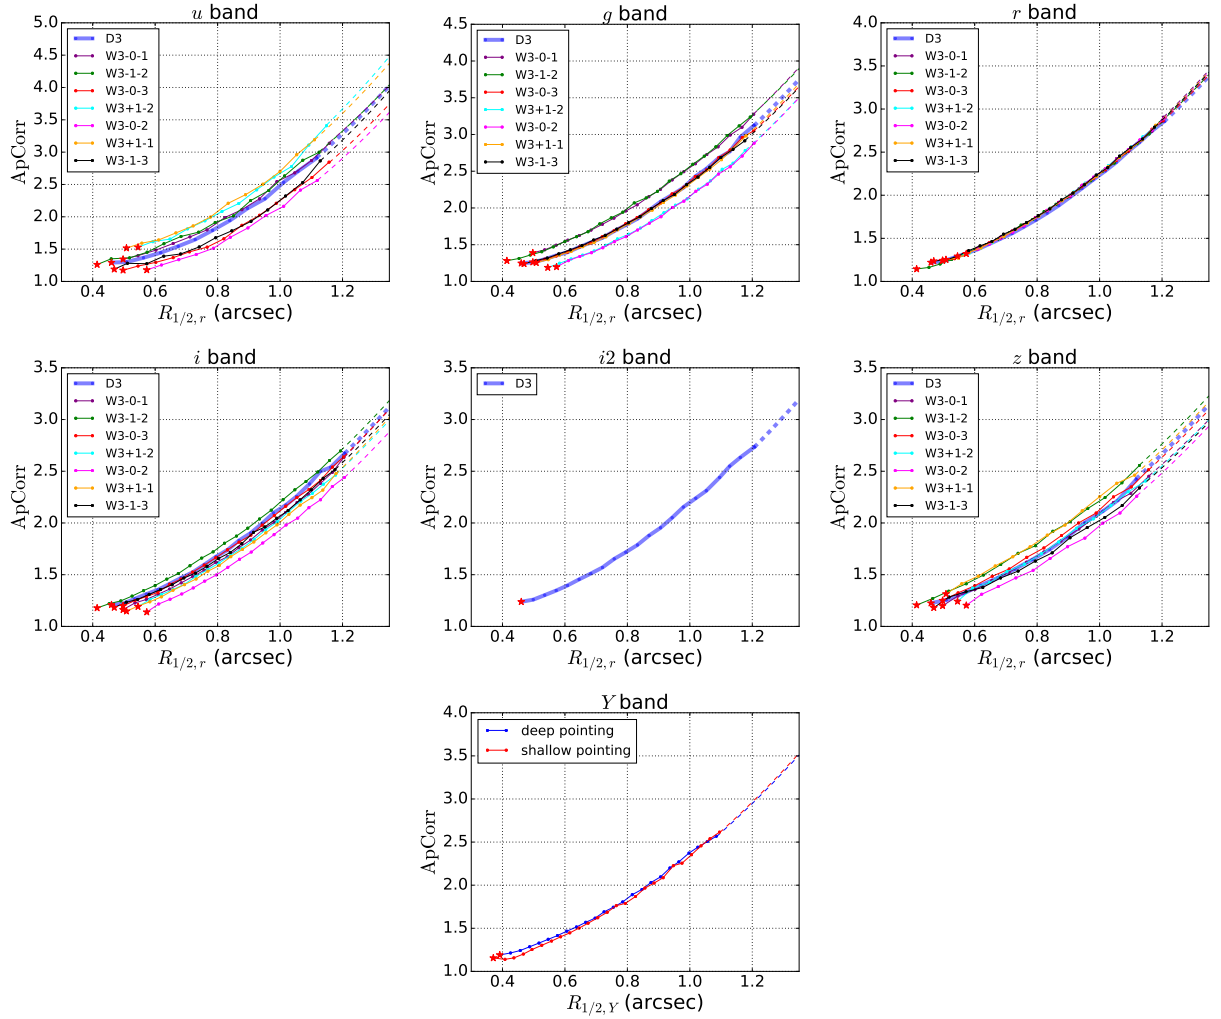 u band
ApCorr
5.0
4.5
4.0
3.5
3.0
2.5
2.0
1.5
1.0
D3
W3-0-1
W3-1-2
W3-0-3
W3+1-2
W3-0-2
W3+1-1
W3-1-3
0.4 0.6 0.8 1.0 1.2
R1/2, r (arcsec)
g band
ApCorr
4.5
4.0
3.5
3.0
2.5
2.0
1.5
1.0
D3
W3-0-1
W3-1-2
W3-0-3
W3+1-2
W3-0-2
W3+1-1
W3-1-3
0.4 0.6 0.8 1.0 1.2
R1/2, r (arcsec)
r band
ApCorr
4.0
3.5
3.0
2.5
2.0
1.5
1.0
D3
W3-0-1
W3-1-2
W3-0-3
W3+1-2
W3-0-2
W3+1-1
W3-1-3
0.4 0.6 0.8 1.0 1.2
R1/2, r (arcsec)
i band
ApCorr
3.5
3.0
2.5
2.0
1.5
1.0
D3
W3-0-1
W3-1-2
W3-0-3
W3+1-2
W3-0-2
W3+1-1
W3-1-3
0.4 0.6 0.8 1.0 1.2
R1/2, r (arcsec)
i2 band
ApCorr
3.5
3.0
2.5
2.0
1.5
1.0
D3
0.4 0.6 0.8 1.0 1.2
R1/2, r (arcsec)
z band
ApCorr
3.5
3.0
2.5
2.0
1.5
1.0
D3
W3-0-1
W3-1-2
W3-0-3
W3+1-2
W3-0-2
W3+1-1
W3-1-3
0.4 0.6 0.8 1.0 1.2
R1/2, r (arcsec)
Y band
ApCorr
4.0
3.5
3.0
2.5
2.0
1.5
1.0
deep pointing
shallow pointing
0.4 0.6 0.8 1.0 1.2
R1/2, Y (arcsec)